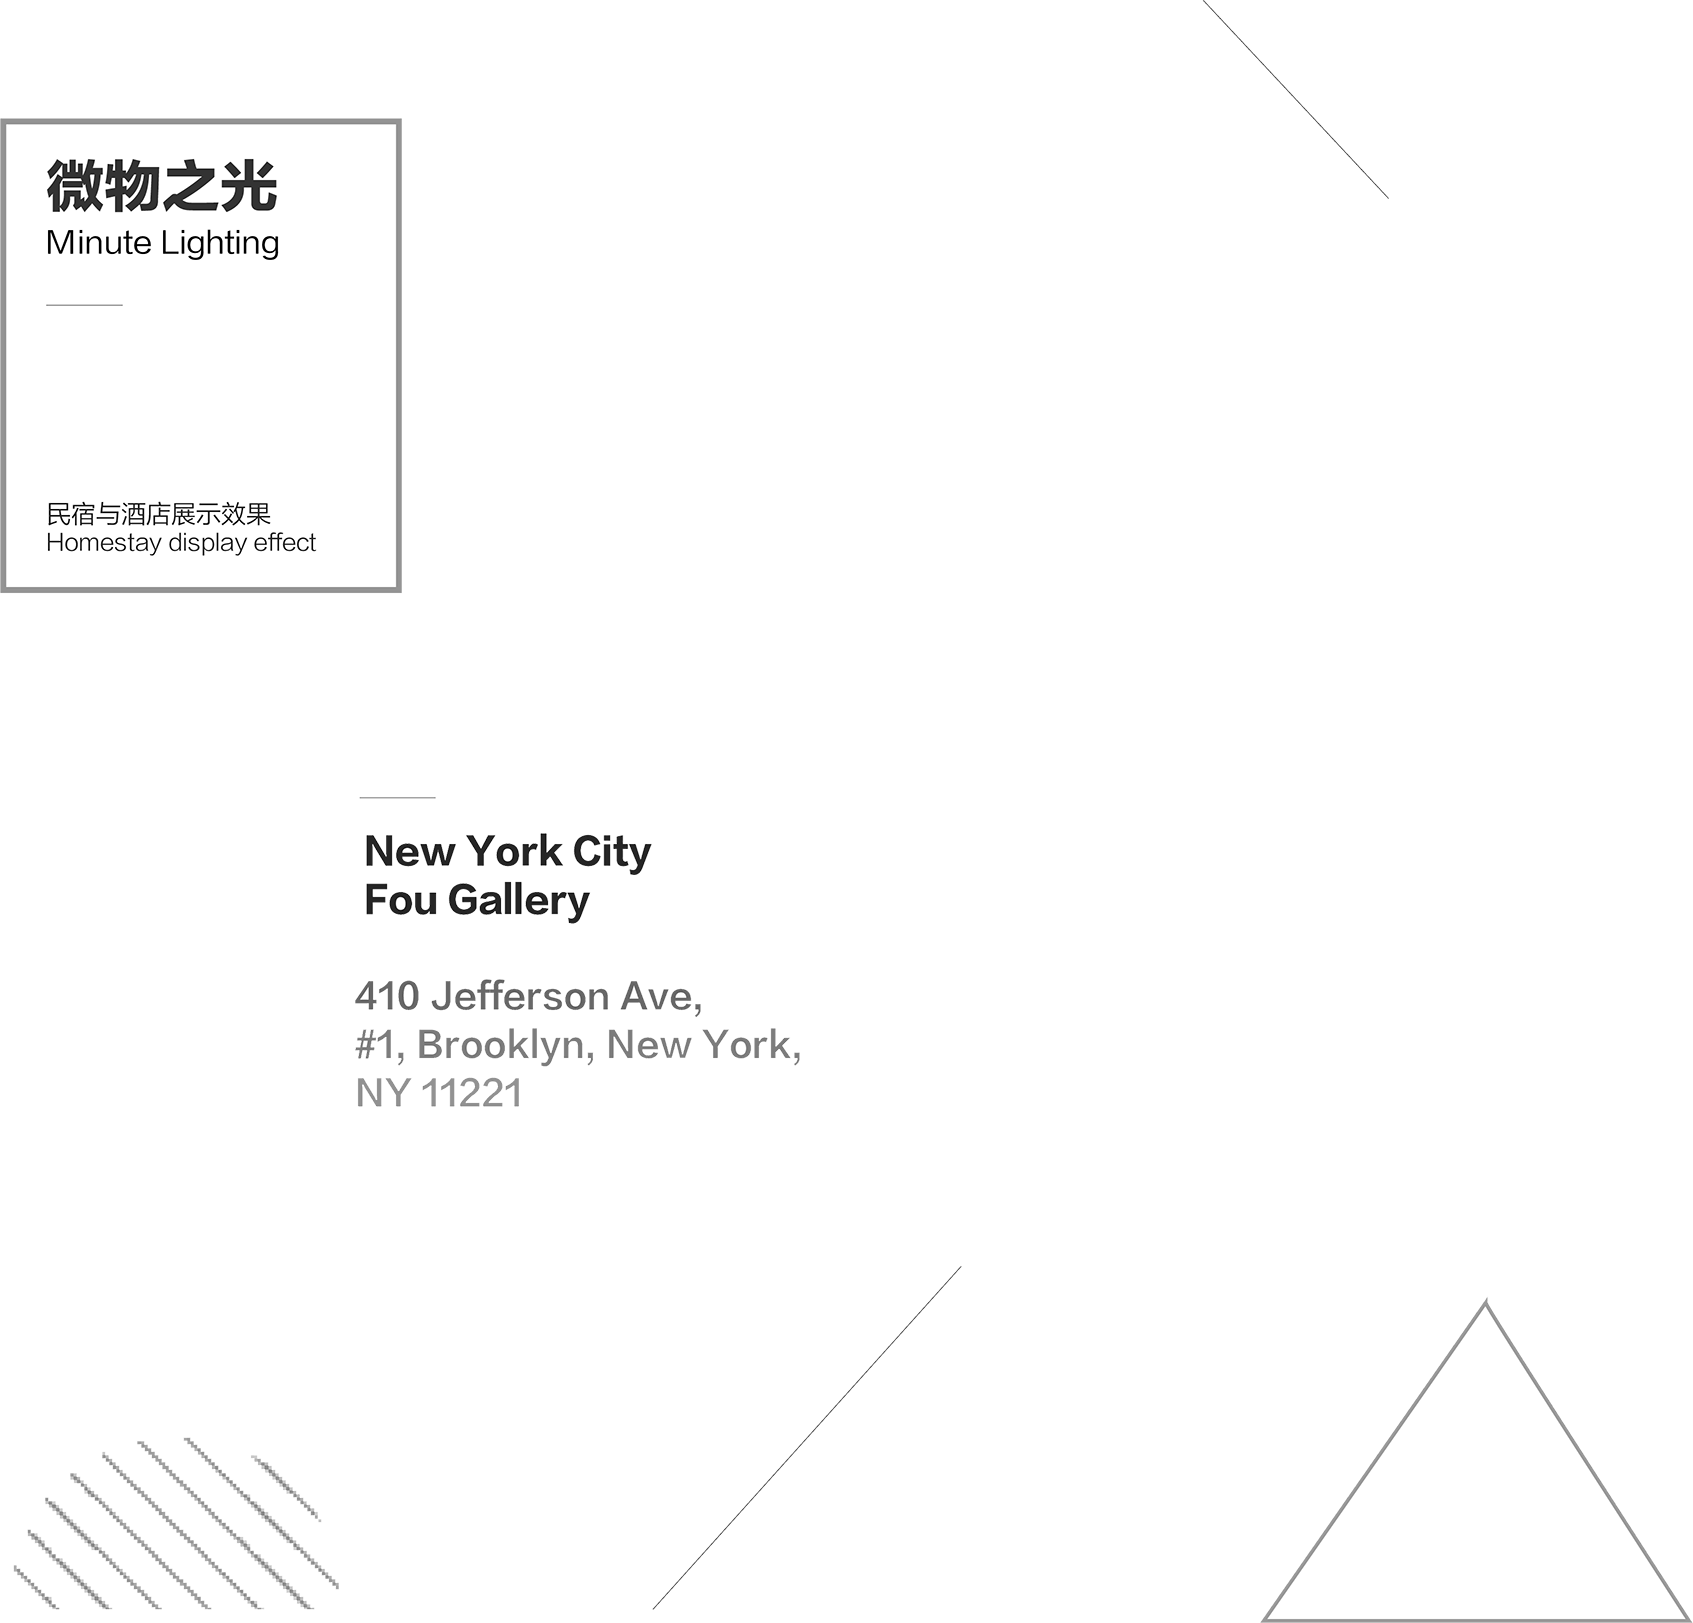 微物之光
Minute Lighting
民宿与酒店展示效果
Homestay display effect
New York City
Fou Gallery
410 Jefferson Ave,
#1, Brooklyn, New York,
NY 11221